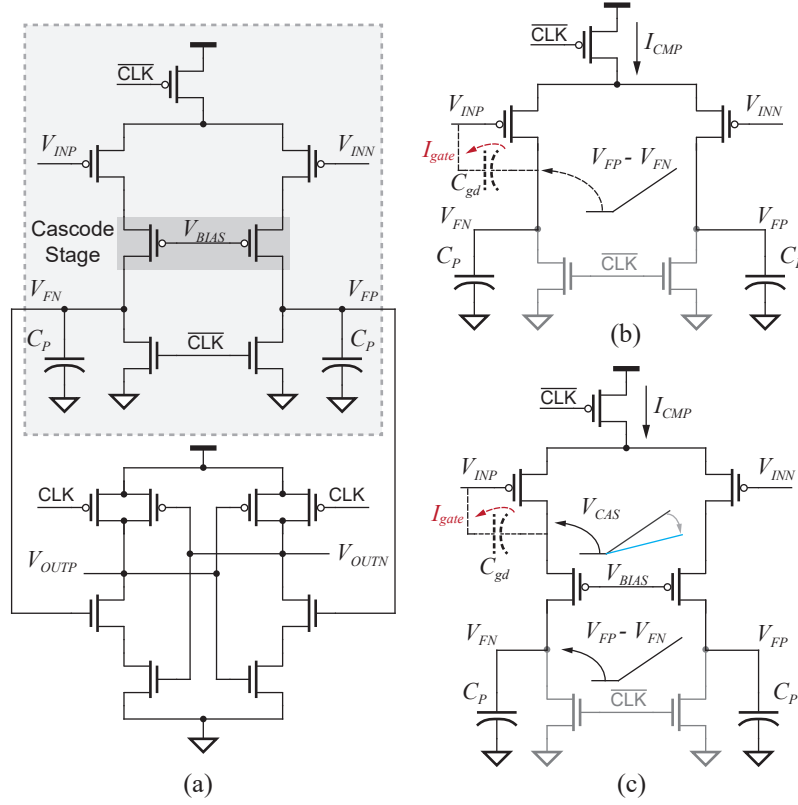 CLK
V_INP
V_INN
Cascode
Stage
V_BIAS
V_FN
V_FP
C_P
CLK
C_P
CLK
CLK
V_OUTP
V_OUTN
(a)
CLK
I_CMP
V_INP
V_INN
I_gate
C_gd
V_FP - V_FN
V_FN
V_FP
C_P
CLK
C_P
(b)
CLK
I_CMP
V_INP
V_INN
I_gate
V_CAS
C_gd
V_BIAS
V_FN
V_FP - V_FN
V_FP
C_P
CLK
C_P
(c)